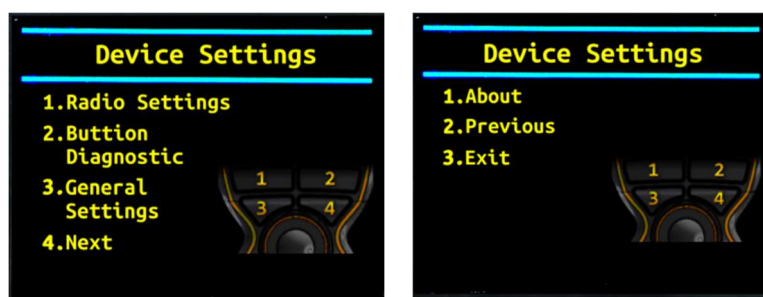 Device Settings
1.Radio Settings
2.Buttion
Diagnostic
3.General
Settings
4.Next
1 2
3 4
Device Settings
1.About
2.Previous
3.Exit
1 2
3 4